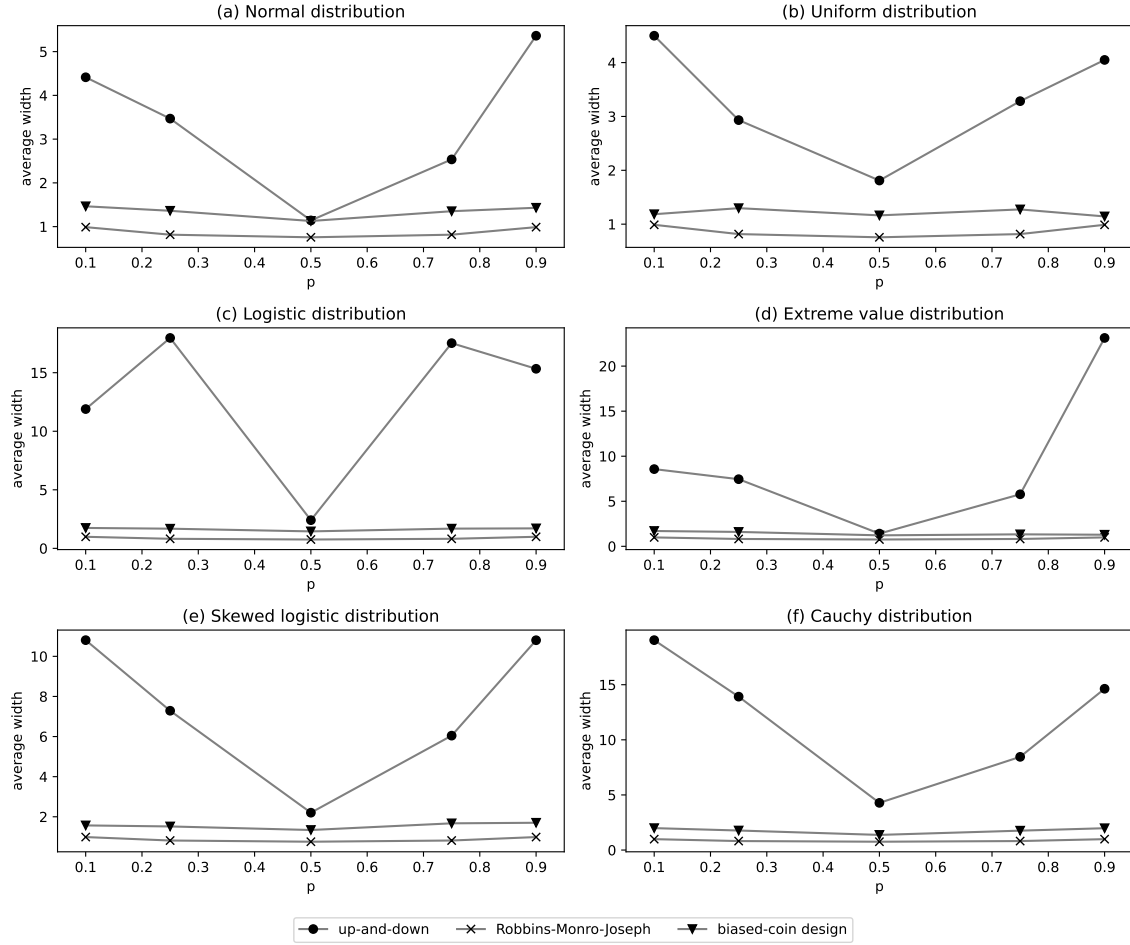 (a) Normal distribution
average width
5
4
3
2
1
0.1 0.2 0.3 0.4 0.5 0.6 0.7 0.8 0.9
p
(b) Uniform distribution
average width
4
3
2
1
0.1 0.2 0.3 0.4 0.5 0.6 0.7 0.8 0.9
p
(c) Logistic distribution
average width
15
10
5
0
0.1 0.2 0.3 0.4 0.5 0.6 0.7 0.8 0.9
p
(d) Extreme value distribution
average width
20
15
10
5
0
0.1 0.2 0.3 0.4 0.5 0.6 0.7 0.8 0.9
p
(e) Skewed logistic distribution
average width
10
8
6
4
2
0.1 0.2 0.3 0.4 0.5 0.6 0.7 0.8 0.9
p
(f) Cauchy distribution
average width
15
10
5
0
0.1 0.2 0.3 0.4 0.5 0.6 0.7 0.8 0.9
p
up-and-down Robbins-Monro-Joseph biased-coin design